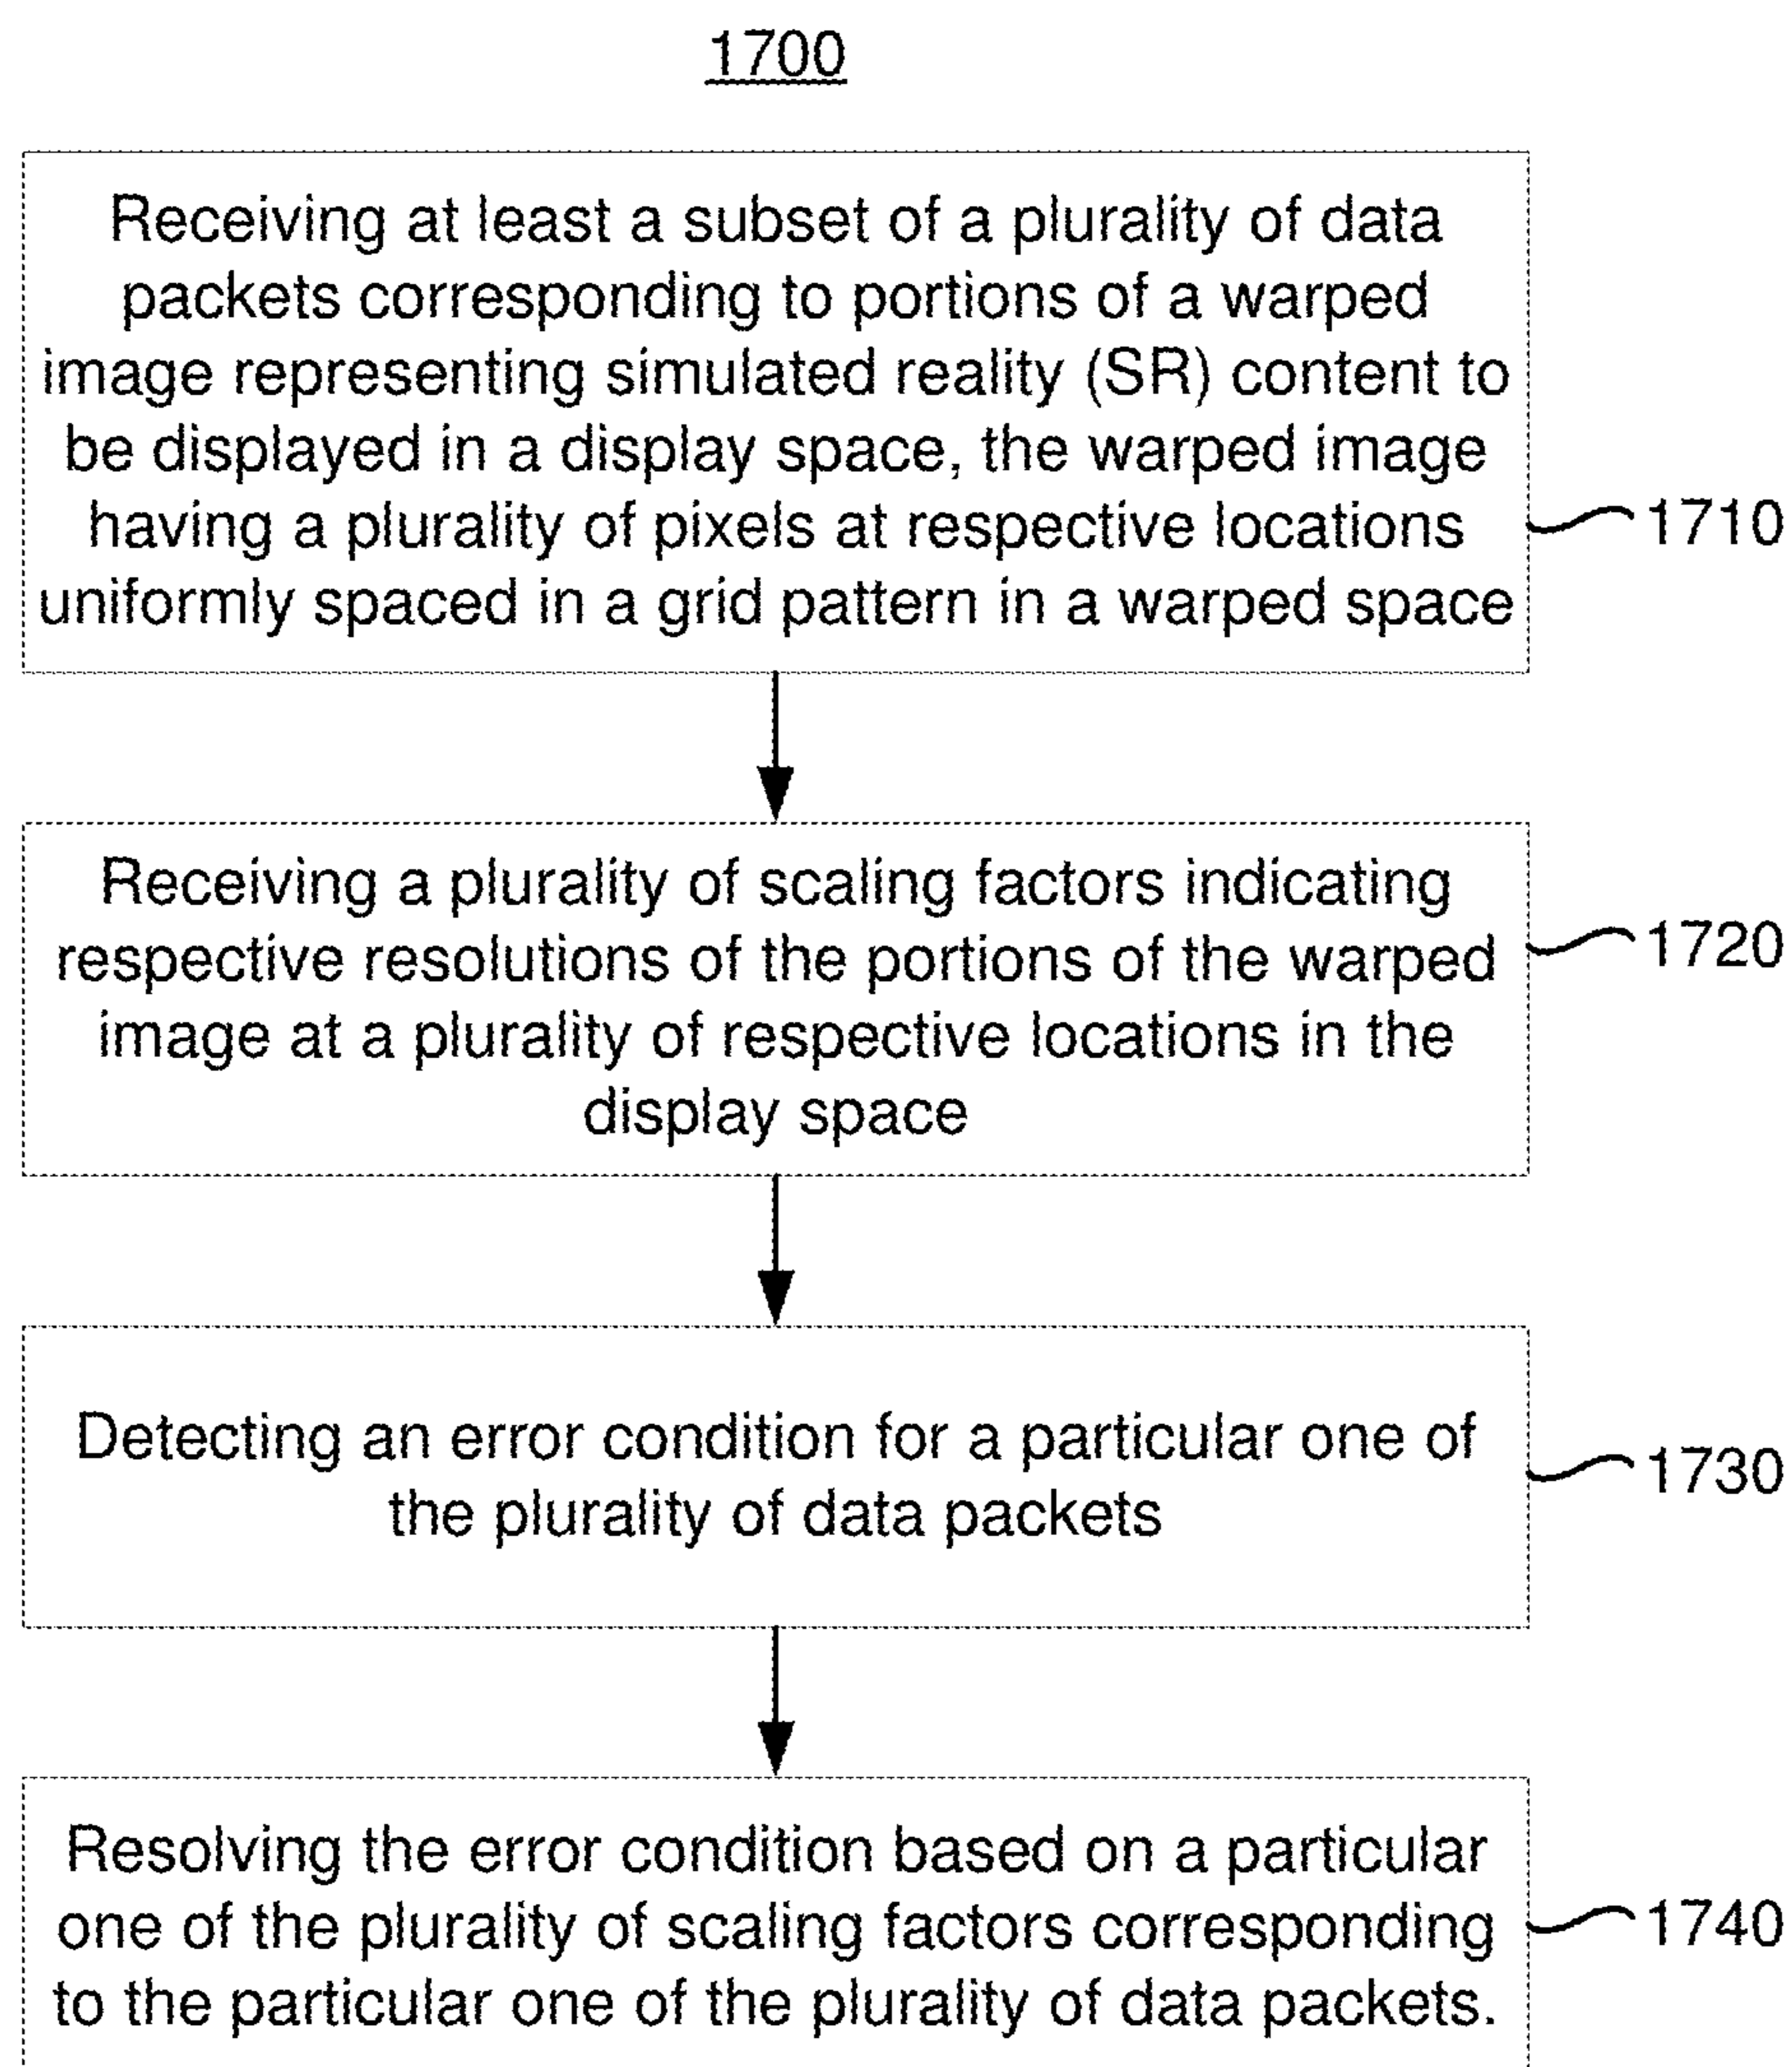 1700
Receiving at least a subset of a plurality of data
packets corresponding to portions of a warped
image representing simulated reality (SR) content to
be displayed in a display space, the warped image
having a plurality of pixels at respective locations
uniformly spaced in a grid pattern in a warped space
1710
Receiving a plurality of scaling factors indicating
respective resolutions of the portions of the warped
image at a plurality of respective locations in the
display space
1720
Detecting an error condition for a particular one of
the plurality of data packets
1730
Resolving the error condition based on a particular
one of the plurality of scaling factors corresponding
to the particular one of the plurality of data packets.
1740